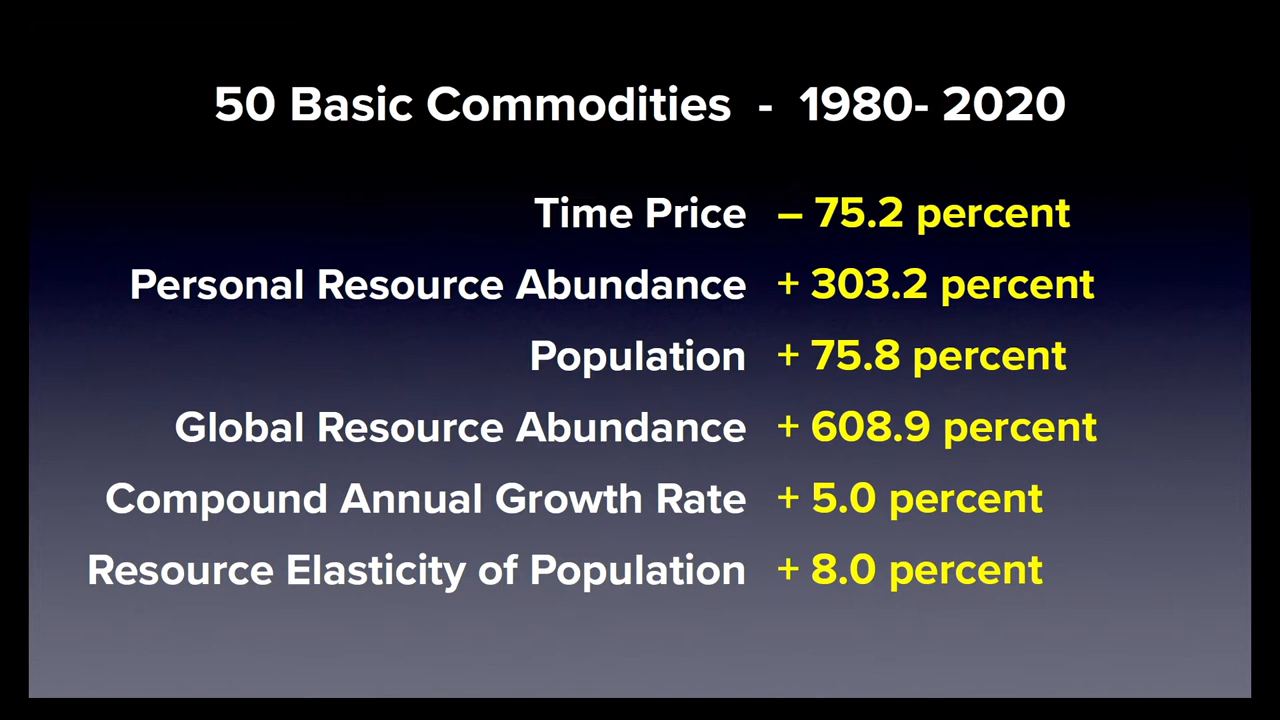 50 Basic Commodities - 1980- 2020
Time Price – 75.2 percent
Personal Resource Abundance + 303.2 percent
Population + 75.8 percent
Global Resource Abundance + 608.9 percent
Compound Annual Growth Rate + 5.0 percent
Resource Elasticity of Population + 8.0 percent